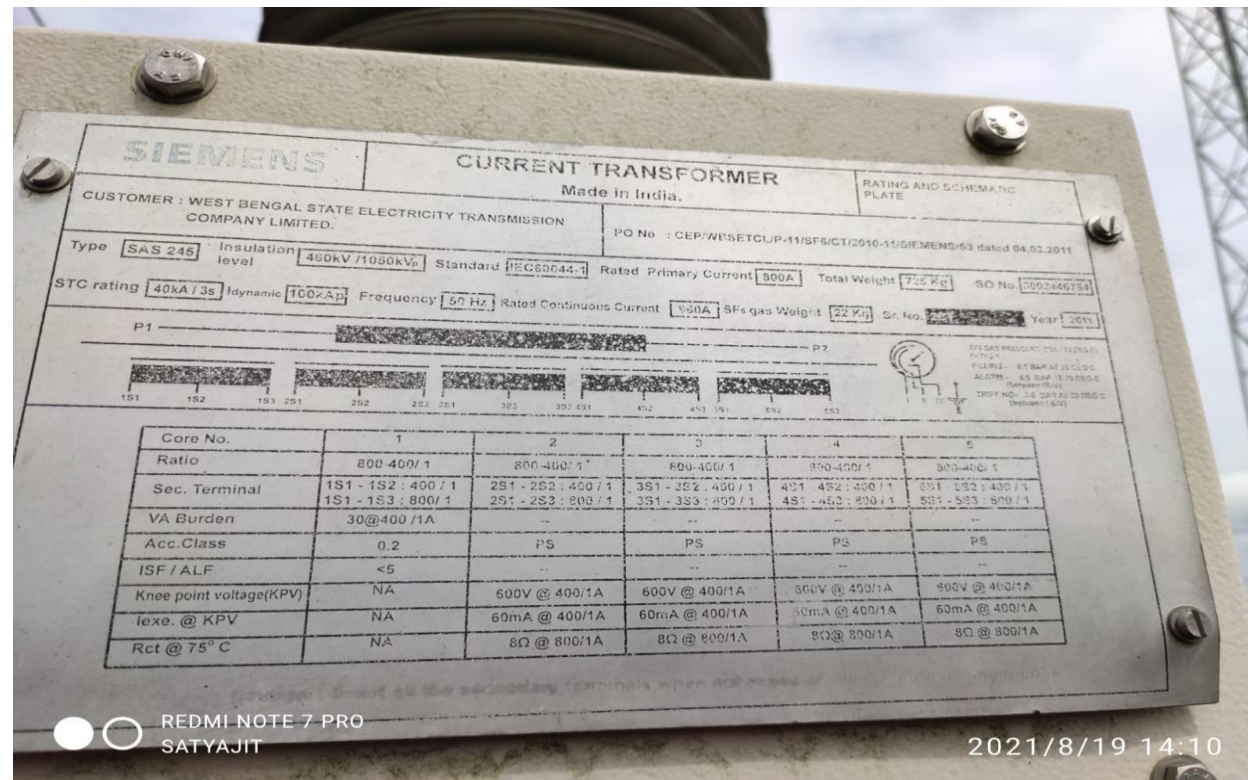 SIEMENS
CURRENT TRANSFORMER
Made in India.
RATING AND SCHEMATIC
PLATE
CUSTOMER : WEST BENGAL STATE ELECTRICITY TRANSMISSION
COMPANY LIMITED.
PO No : CEP/WBSETCL/P-11/SF6/CT/2010-11/SIEMENS/53 dated 04.03.2011
Type SAS 245 Insulation level 460kV /1050kVp Standard IEC60044-1 Rated Primary Current 800A Total Weight Kg SO No.
STC rating 40kA / 3s Idynamic 100kAp Frequency 50 Hz Rated Continuous Current 960A SF6 gas Weight 22 Kg Sr. No. Year 2011
P1 P2
1S1 1S2 1S3 2S1 2S2 2S3 3S1 3S2 3S3 4S1 4S2 4S3 5S1 5S2 5S3
Core No. 1 2 3 4 5
Ratio 800-400/ 1 800-400/ 1 800-400/ 1 800-400/ 1 800-400/ 1
Sec. Terminal 1S1 - 1S2 : 400 / 1 2S1 - 2S2 : 400 / 1 3S1 - 3S2 : 400 / 1 4S1 - 4S2 : 400 / 1 5S1 - 5S2 : 400 / 1
1S1 - 1S3 : 800/ 1 2S1 - 2S3 : 800 / 1 3S1 - 3S3 : 800 / 1 4S1 - 4S3 : 800 / 1 5S1 - 5S3 : 800 / 1
VA Burden 30@400 /1A -- -- -- --
Acc.Class 0.2 PS PS PS PS
ISF / ALF <5 -- -- -- --
Knee point voltage(KPV) NA 600V @ 400/1A 600V @ 400/1A 600V @ 400/1A 600V @ 400/1A
Iexe. @ KPV NA 60mA @ 400/1A 60mA @ 400/1A 60mA @ 400/1A 60mA @ 400/1A
Rct @ 75° C NA 8Ω @ 800/1A 8Ω @ 800/1A 8Ω @ 800/1A 8Ω @ 800/1A
all the secondary terminals when not
REDMI NOTE 7 PRO
SATYAJIT
2021/8/19 14:10